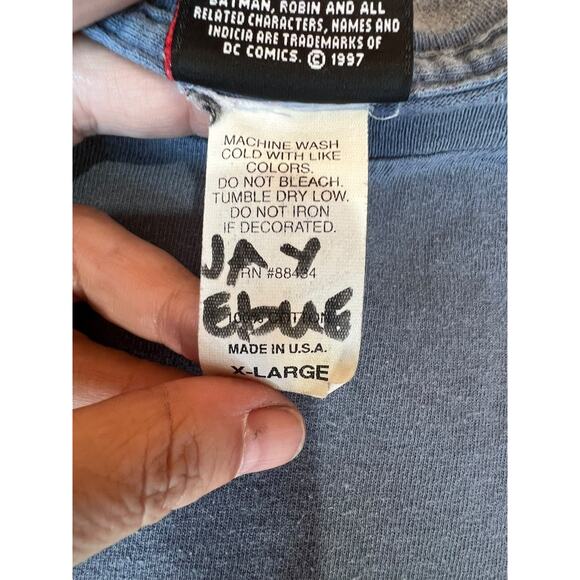 BATMAN, ROBIN AND ALL
RELATED CHARACTERS, NAMES AND
INDICIA ARE TRADEMARKS OF
DC COMICS. © 1997
MACHINE WASH
COLD WITH LIKE
COLORS.
DO NOT BLEACH.
TUMBLE DRY LOW.
DO NOT IRON
IF DECORATED.
JAY
RN #88434
100% COTTON
MADE IN U.S.A.
X-LARGE